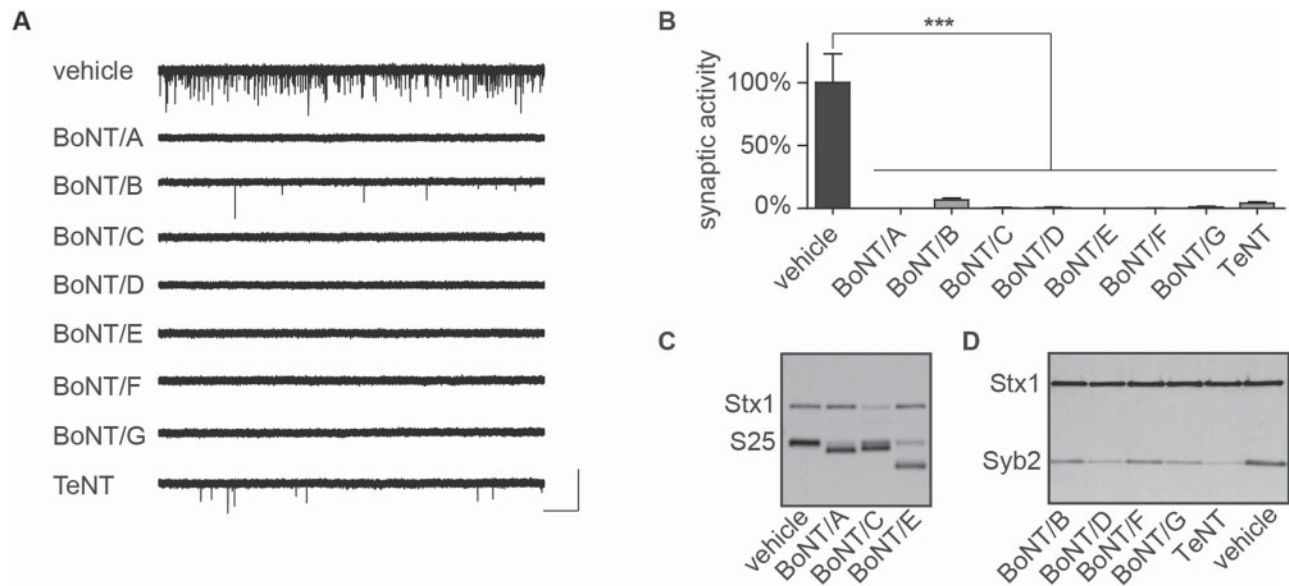 A
vehicle
BoNT/A
BoNT/B
BoNT/C
BoNT/D
BoNT/E
BoNT/F
BoNT/G
TeNT
B
***
synaptic activity
100%
50%
0%
vehicle
BoNT/A
BoNT/B
BoNT/C
BoNT/D
BoNT/E
BoNT/F
BoNT/G
TeNT
C
Stx1
S25
vehicle
BoNT/A
BoNT/C
BoNT/E
D
Stx1
Syb2
BoNT/B
BoNT/D
BoNT/F
BoNT/G
TeNT
vehicle